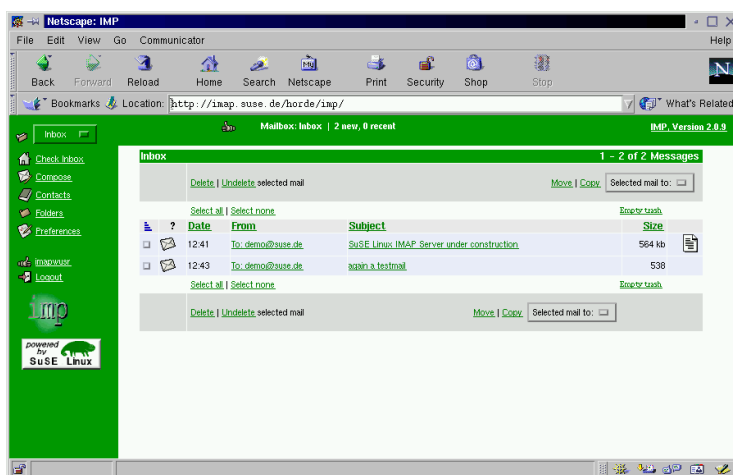 Netscape: IMP
File Edit View Go Communicator Help
Back Forward Reload Home Search Netscape Print Security Shop Stop
My
N
Bookmarks Location: http://imap.suse.de/horde/imp/ What's Related
Inbox Mailbox: Inbox | 2 new, 0 recent IMP, Version 2.0.9
Check Inbox
Compose
Contacts
Folders
Preferences
imapwusr
Logout
imp
powered
by
SuSE Linux
Inbox 1 - 2 of 2 Messages
Delete | Undelete selected mail Move | Copy Selected mail to:
Select all | Select none Empty trash
? Date From Subject Size
12:41 To: demo@suse.de SuSE Linux IMAP Server under construction 564 kb
12:43 To: demo@suse.de again a testmail 538
Select all | Select none Empty trash
Delete | Undelete selected mail Move | Copy Selected mail to: